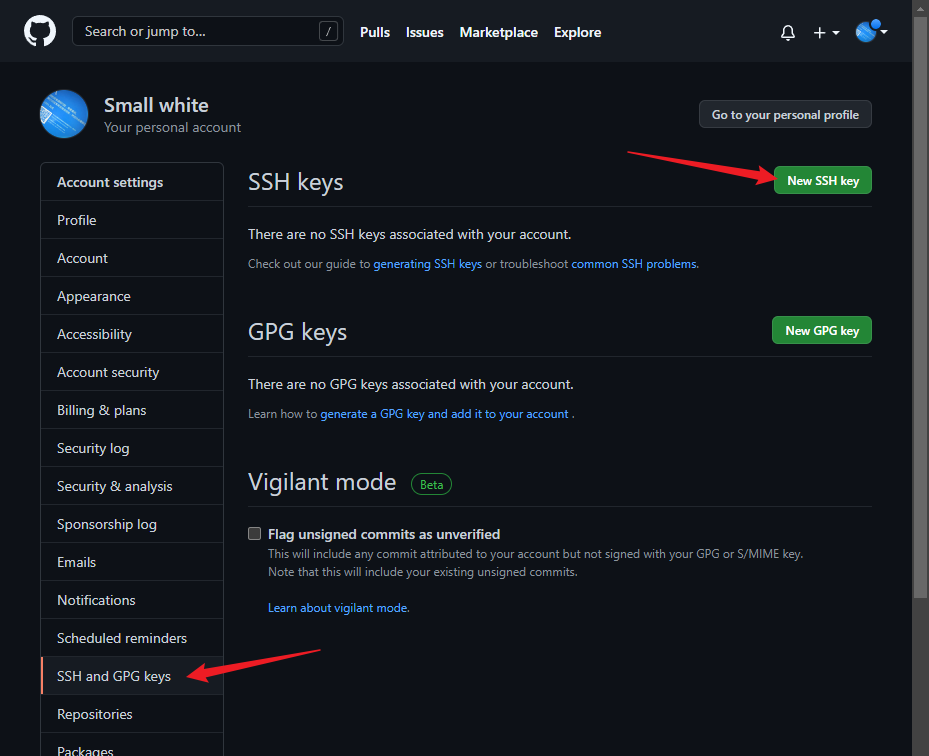 Search or jump to... /
Pulls Issues Marketplace Explore
Small white
Your personal account
Go to your personal profile
Account settings
Profile
Account
Appearance
Accessibility
Account security
Billing & plans
Security log
Security & analysis
Sponsorship log
Emails
Notifications
Scheduled reminders
SSH and GPG keys
Repositories
Packages
SSH keys
New SSH key
There are no SSH keys associated with your account.
Check out our guide to generating SSH keys or troubleshoot common SSH problems.
GPG keys
New GPG key
There are no GPG keys associated with your account.
Learn how to generate a GPG key and add it to your account .
Vigilant mode Beta
Flag unsigned commits as unverified
This will include any commit attributed to your account but not signed with your GPG or S/MIME key.
Note that this will include your existing unsigned commits.
Learn about vigilant mode.